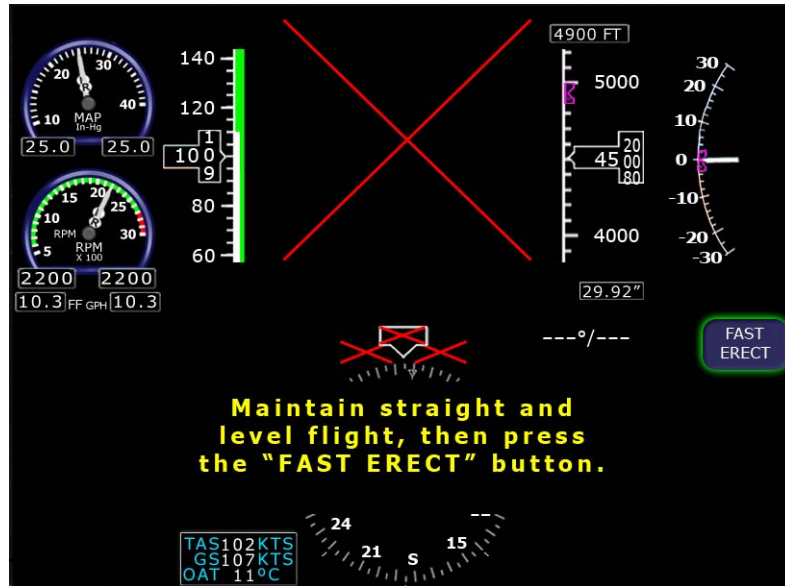 4900 FT
140
120
1
100
9
80
60
20 30
10 40
MAP
In-Hg
25.0 25.0
15 20 25
10 30
5
RPM
RPM
X 100
2200 2200
10.3 FF GPH 10.3
5000
20
4500
80
4000
29.92"
30
20
10
0
-10
-20
-30
---°/---
FAST
ERECT
Maintain straight and
level flight, then press
the “FAST ERECT” button.
24
21
S
15
TAS102KTS
GS107KTS
OAT 11°C